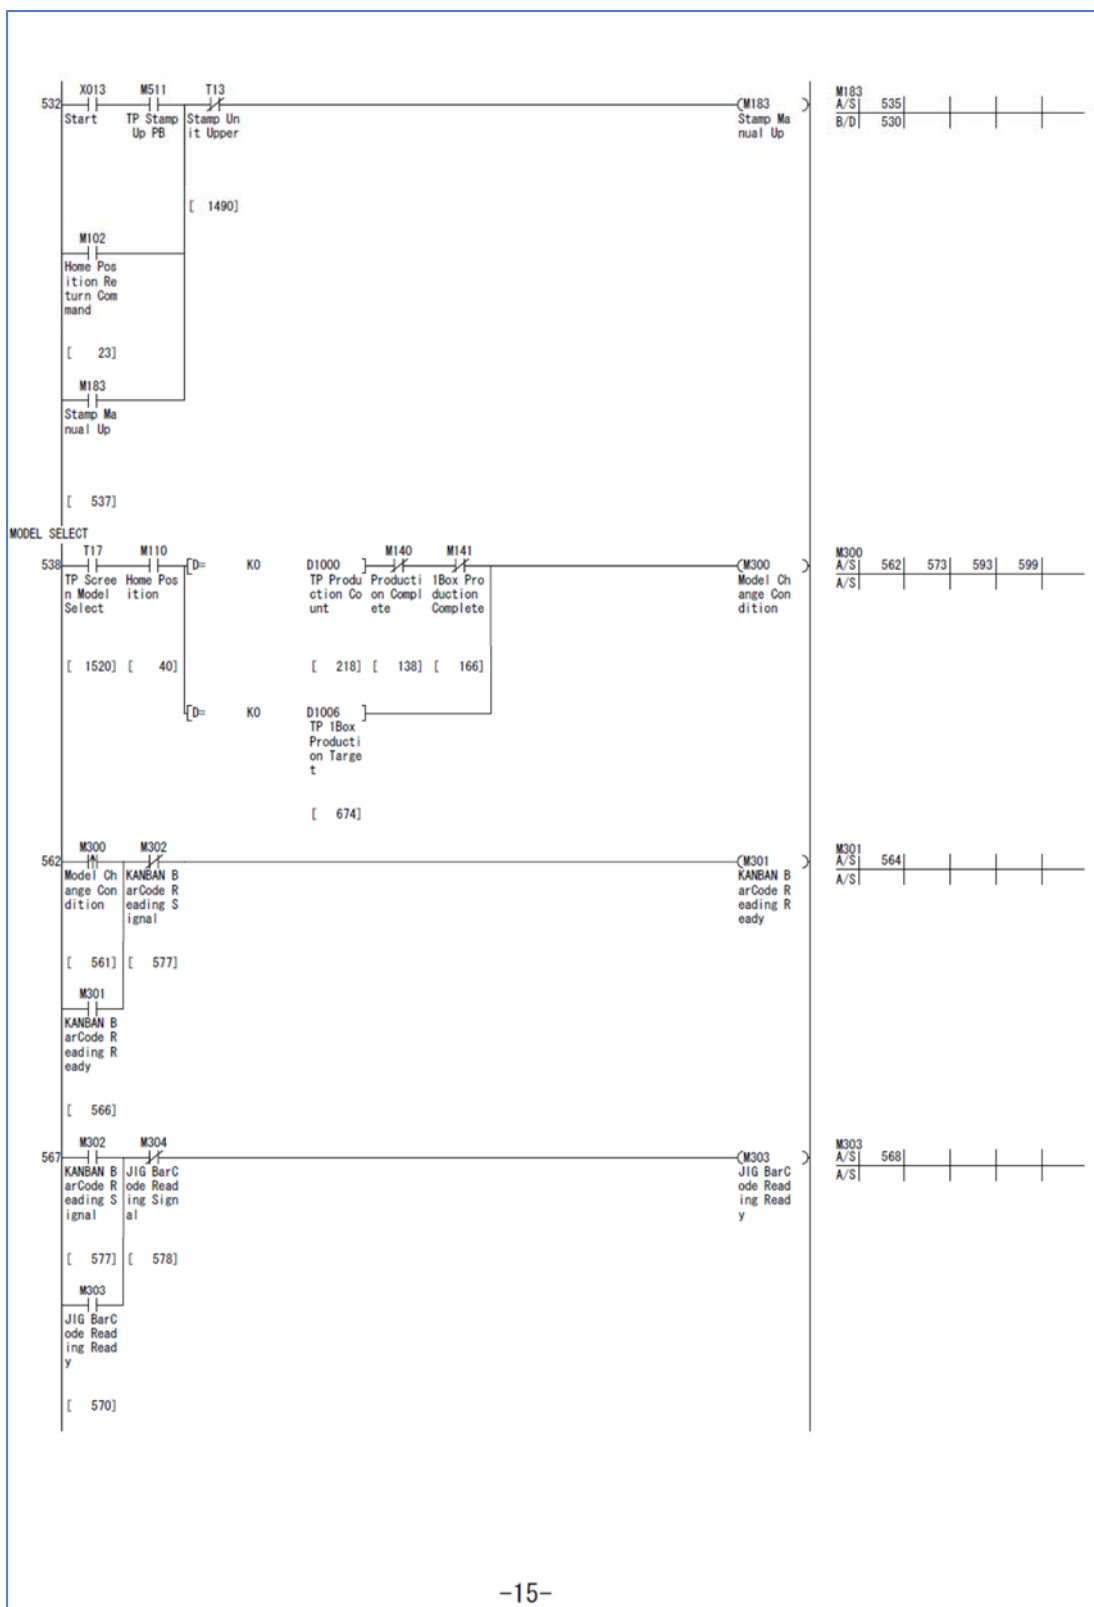 X013 M511 T13
532 (M183 ) M183
Start TP Stamp Stamp Un Stamp Ma A/S| 535|
Up PB it Upper nual Up B/D| 530|
[ 1490]
M102
Home Pos
ition Re
turn Com
mand
[ 23]
M183
Stamp Ma
nual Up
[ 537]
MODEL SELECT
T17 M110 M140 M141 M300
538 [D= K0 D1000 ] (M300 ) A/S| 562| 573| 593| 599|
TP Scree Home Pos TP Produ Producti 1Box Pro Model Ch A/S|
n Model ition ction Co on Compl duction ange Con
Select unt ete Complete dition
[ 1520] [ 40] [ 218] [ 138] [ 166]
[D= K0 D1006 ]
TP 1Box
Producti
on Targe
t
[ 674]
M300 M302 M301
562 (M301 ) A/S| 564|
Model Ch KANBAN B KANBAN B A/S|
ange Con arCode R arCode R
dition eading S eading R
ignal eady
[ 561] [ 577]
M301
KANBAN B
arCode R
eading R
eady
[ 566]
M302 M304 M303
567 (M303 ) A/S| 568|
KANBAN B JIG BarC JIG BarC A/S|
arCode R ode Read ode Read
eading S ing Sign ing Read
ignal al y
[ 577] [ 578]
M303
JIG BarC
ode Read
ing Read
y
[ 570]
-15-